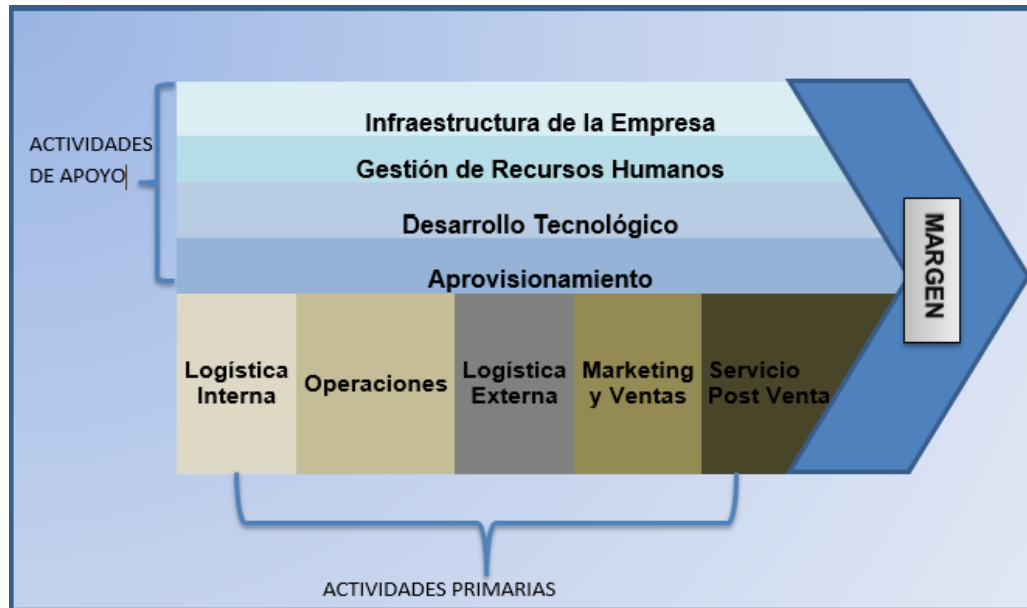 ACTIVIDADES
DE APOYO
Infraestructura de la Empresa
Gestión de Recursos Humanos
Desarrollo Tecnológico
Aprovisionamiento
Logística
Interna
Operaciones
Logística
Externa
Marketing
y Ventas
Servicio
Post Venta
MARGEN
ACTIVIDADES PRIMARIAS